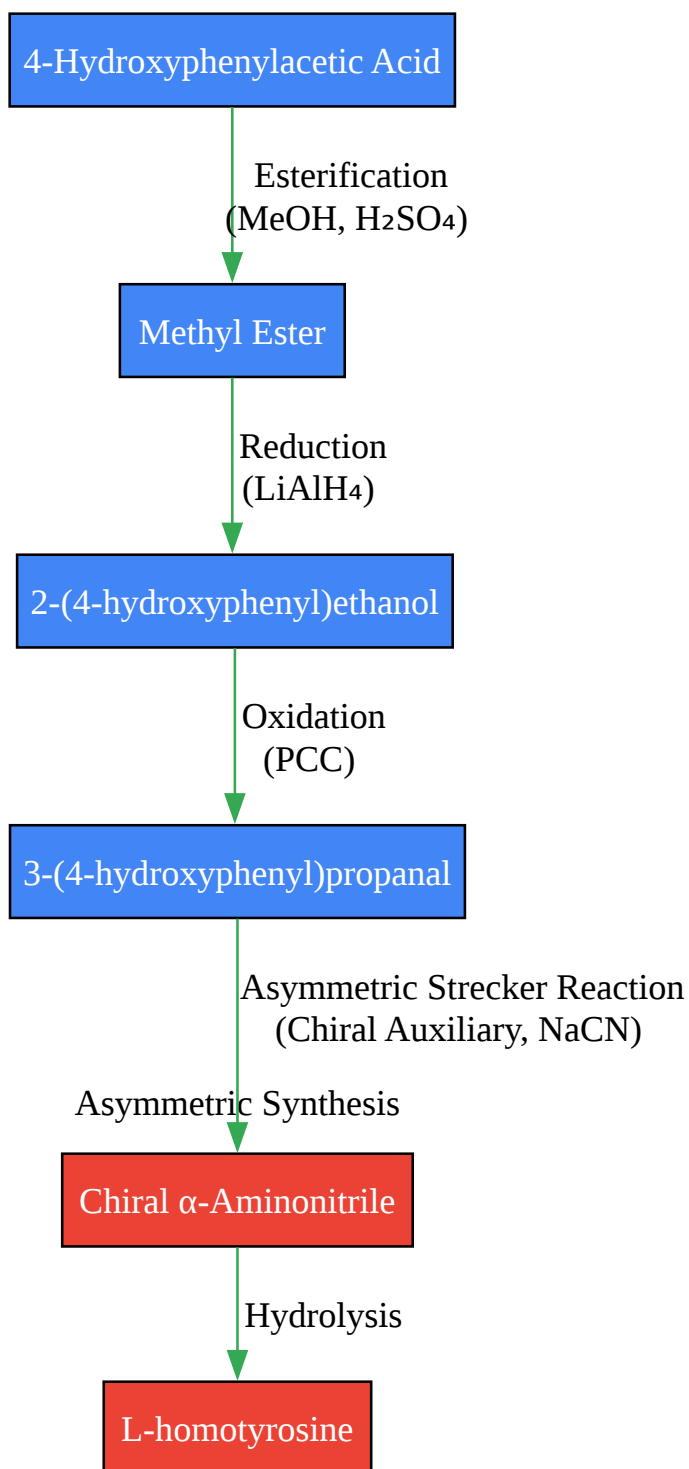 4-Hydroxyphenylacetic Acid
Esterification
(MeOH, H₂SO₄)
Methyl Ester
Reduction
(LiAlH₄)
2-(4-hydroxyphenyl)ethanol
Oxidation
(PCC)
3-(4-hydroxyphenyl)propanal
Asymmetric Strecker Reaction
(Chiral Auxiliary, NaCN)
Asymmetric Synthesis
Chiral α-Aminonitrile
Hydrolysis
L-homotyrosine